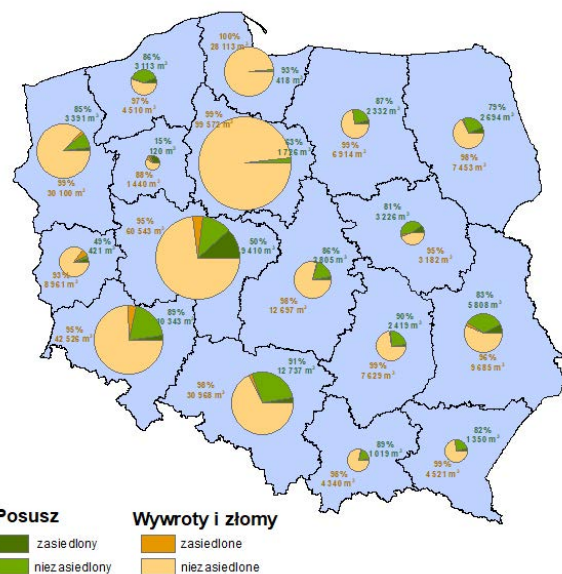 100%
28 113 m³
93%
418 m³
86%
3 113 m³
97%
4 510 m³
87%
2 332 m³
99%
6 914 m³
79%
2 694 m³
98%
7 453 m³
85%
3 391 m³
99%
30 100 m³
15%
120 m³
88%
1 440 m³
99%
99 572 m³
63%
1 726 m³
81%
3 226 m³
95%
3 182 m³
49%
421 m³
93%
8 961 m³
95%
60 543 m³
50%
9 410 m³
86%
2 805 m³
98%
12 697 m³
83%
5 808 m³
96%
9 685 m³
89%
10 343 m³
95%
42 526 m³
90%
2 419 m³
99%
7 629 m³
91%
12 737 m³
98%
30 968 m³
89%
1 019 m³
98%
4 340 m³
82%
1 350 m³
99%
4 521 m³
Posusz
zasiedlony
niezasiedlony
Wywroty i złomy
zasiedlone
niezasiedlone